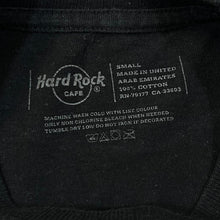 Hard Rock
CAFE ®
SMALL
MADE IN UNITED
ARAB EMIRATES
100% COTTON
RN 79177 CA 33603
MACHINE WASH COLD WITH LIKE COLOUR
ONLY NON CHLORINE BLEACH WHEN NEEDED
TUMBLE DRY LOW DO NOT IRON IF DECORATED